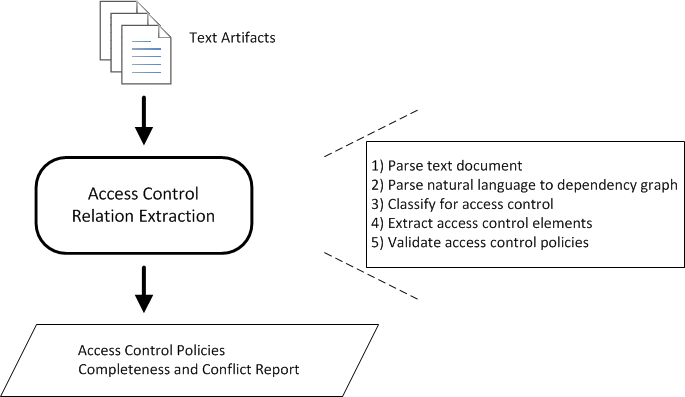 Text Artifacts
Access Control
Relation Extraction
1) Parse text document
2) Parse natural language to dependency graph
3) Classify for access control
4) Extract access control elements
5) Validate access control policies
Access Control Policies
Completeness and Conflict Report